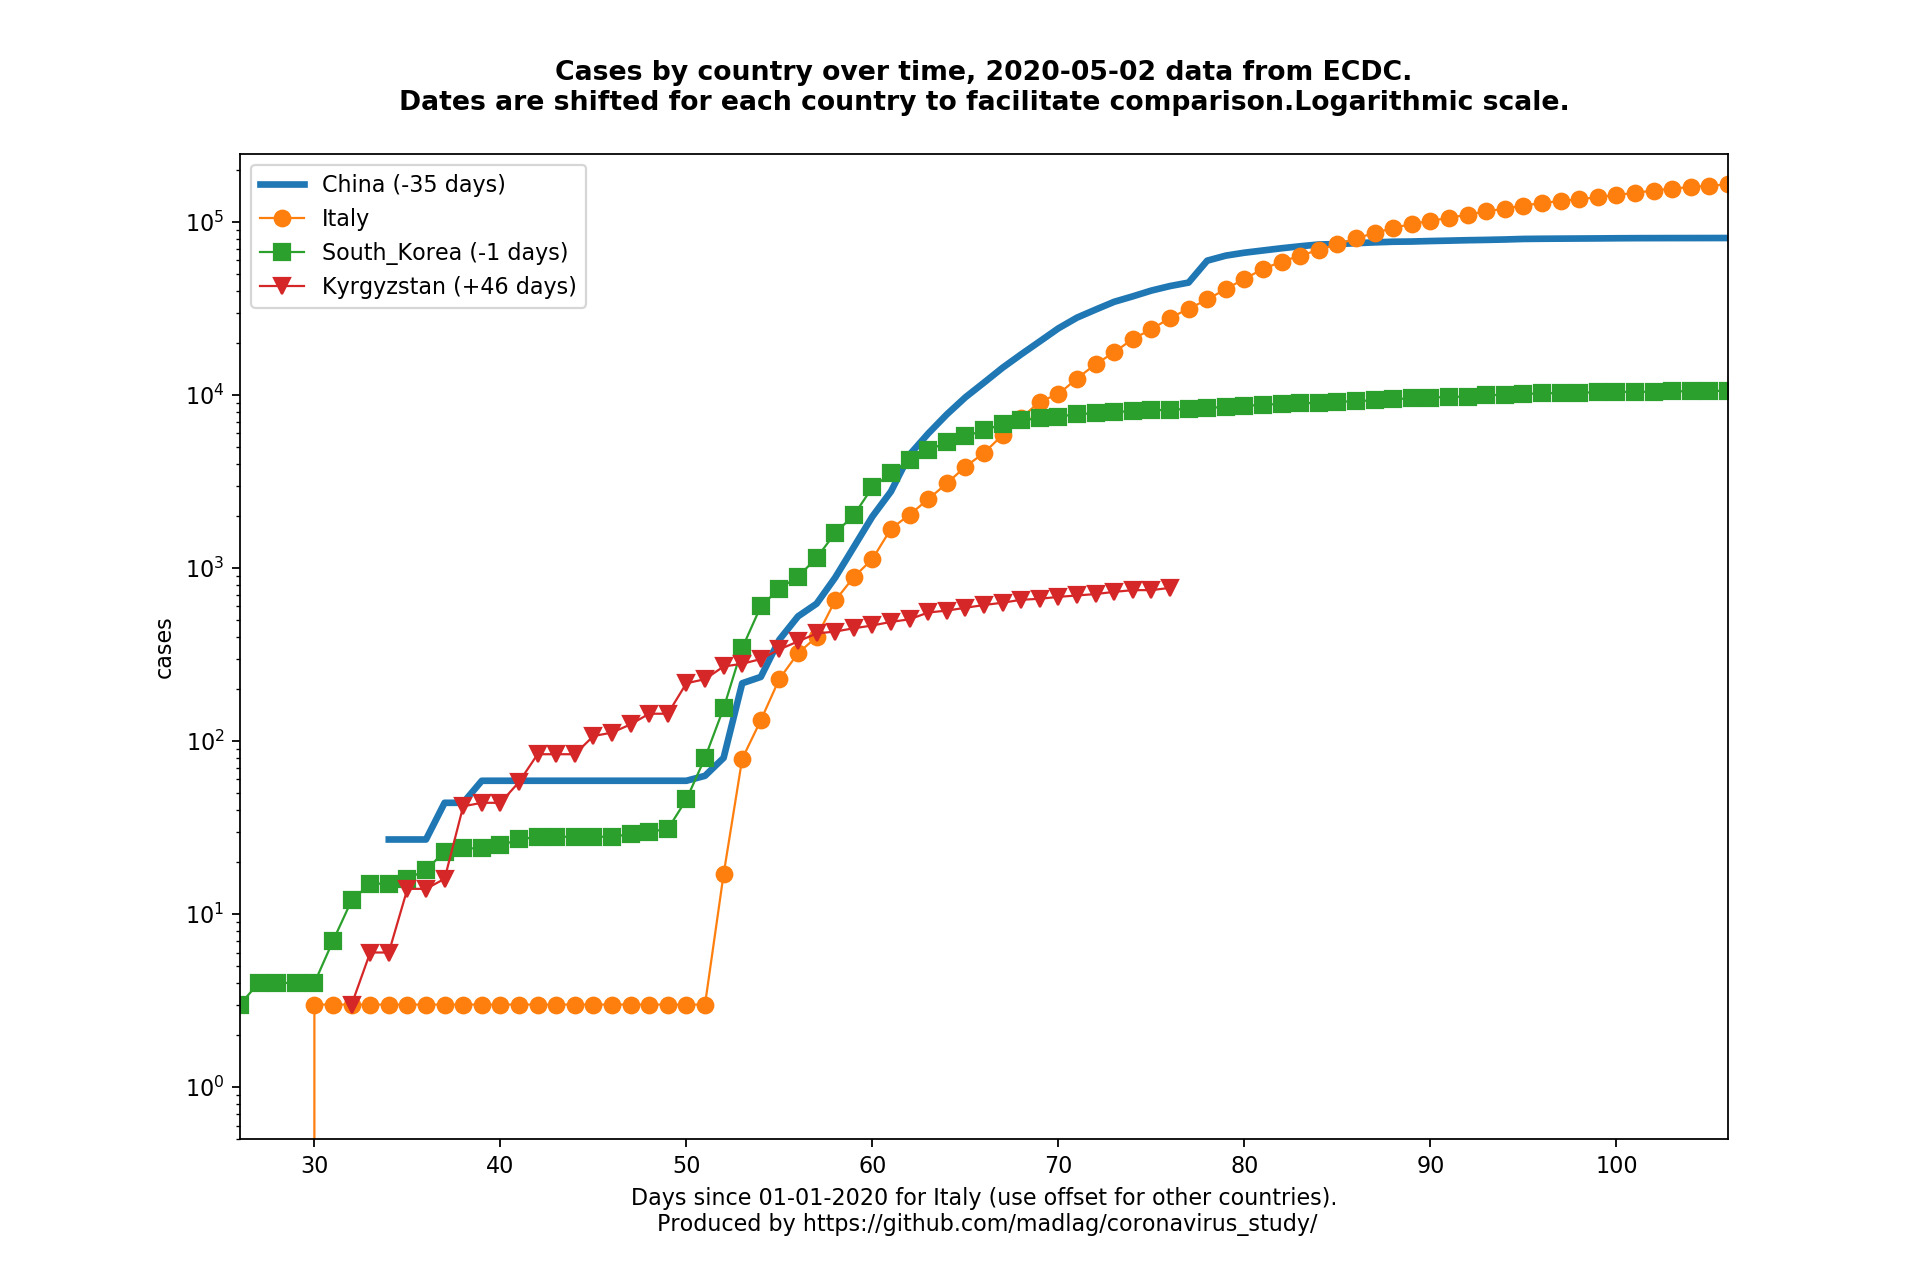 Cases by country over time, 2020-05-02 data from ECDC.
Dates are shifted for each country to facilitate comparison.Logarithmic scale.
China (-35 days)
Italy
South_Korea (-1 days)
Kyrgyzstan (+46 days)
10^5
10^4
10^3
10^2
10^1
10^0
cases
30 40 50 60 70 80 90 100
Days since 01-01-2020 for Italy (use offset for other countries).
Produced by https://github.com/madlag/coronavirus_study/